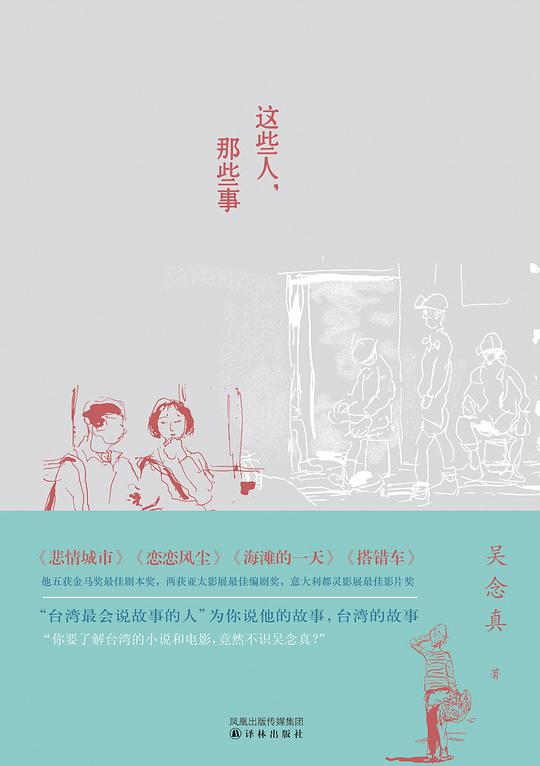 这些人，
那些事
《悲情城市》《恋恋风尘》《海滩的一天》《搭错车》
他五获金马奖最佳剧本奖，两获亚太影展最佳编剧奖，意大利都灵影展最佳影片奖
“台湾最会说故事的人”为你说他的故事，台湾的故事
“你要了解台湾的小说和电影，竟然不识吴念真？”
吴念真
著
凤凰出版传媒集团
译林出版社